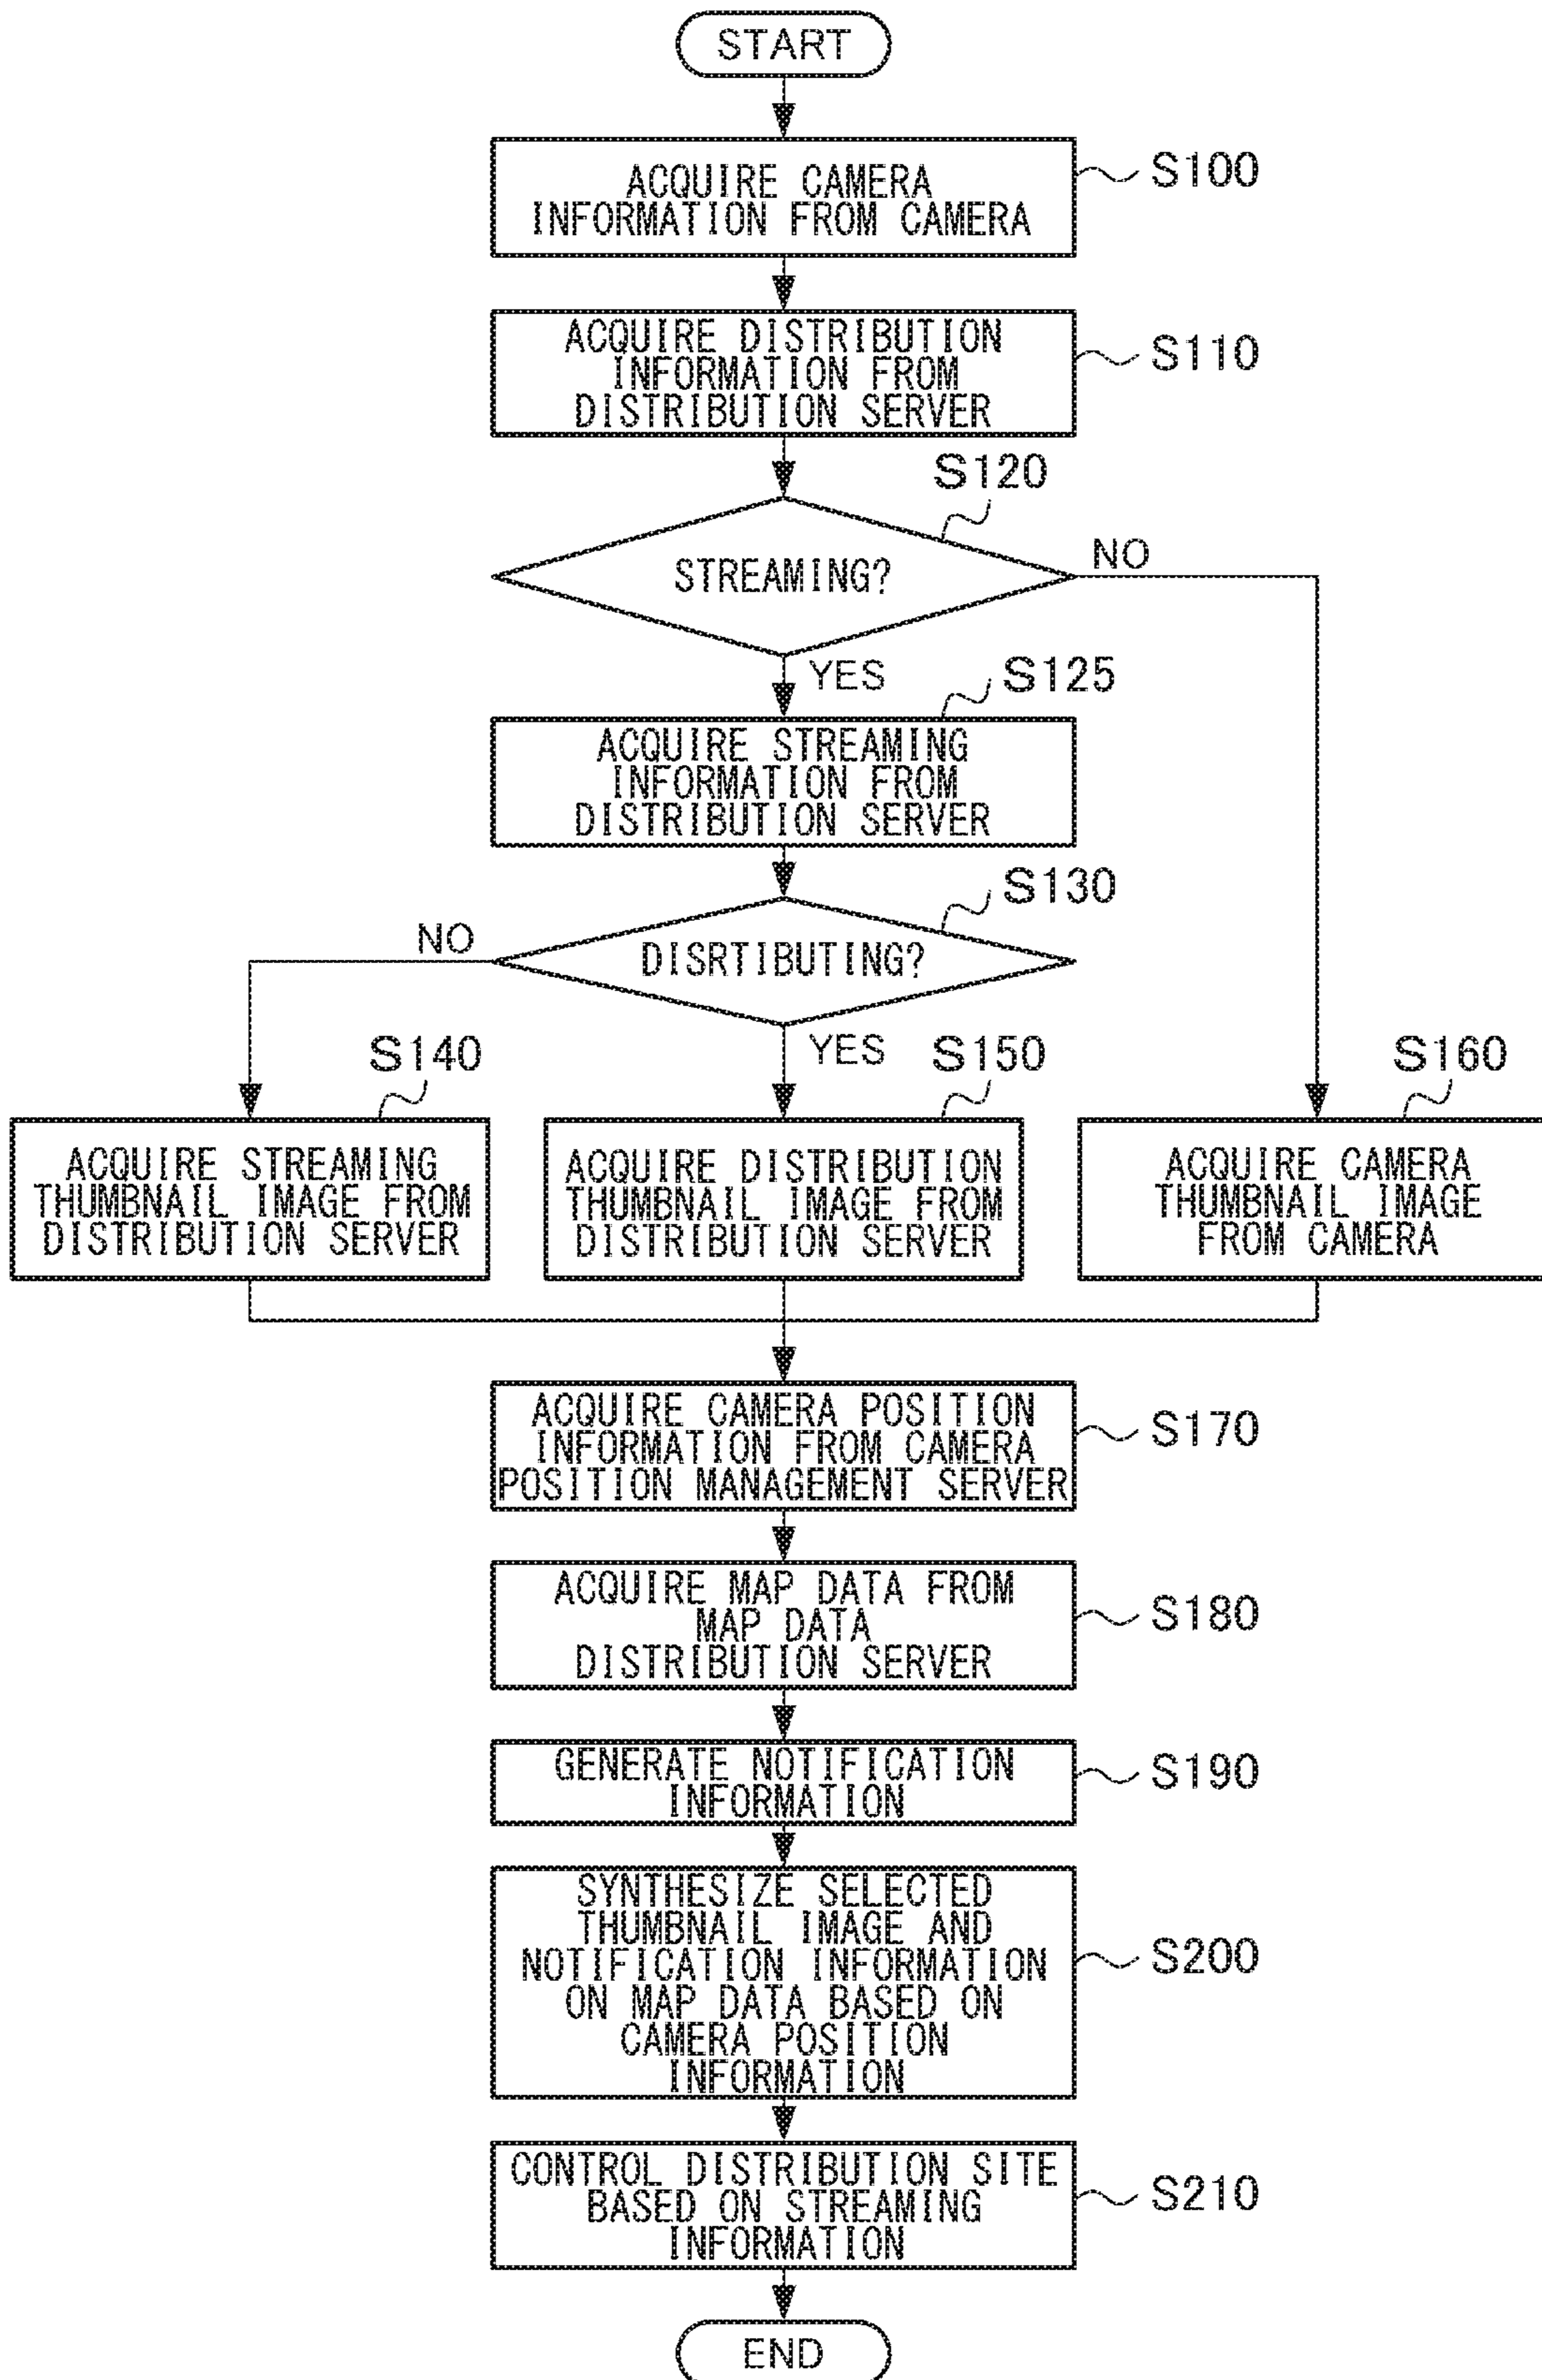 START
ACQUIRE CAMERA
INFORMATION FROM CAMERA
S100
ACQUIRE DISTRIBUTION
INFORMATION FROM
DISTRIBUTION SERVER
S110
S120
STREAMING?
NO
YES
S125
ACQUIRE STREAMING
INFORMATION FROM
DISTRIBUTION SERVER
S130
NO
DISRTIBUTING?
YES
S140
S150
S160
ACQUIRE STREAMING
THUMBNAIL IMAGE FROM
DISTRIBUTION SERVER
ACQUIRE DISTRIBUTION
THUMBNAIL IMAGE FROM
DISTRIBUTION SERVER
ACQUIRE CAMERA
THUMBNAIL IMAGE
FROM CAMERA
ACQUIRE CAMERA POSITION
INFORMATION FROM CAMERA
POSITION MANAGEMENT SERVER
S170
ACQUIRE MAP DATA FROM
MAP DATA
DISTRIBUTION SERVER
S180
GENERATE NOTIFICATION
INFORMATION
S190
SYNTHESIZE SELECTED
THUMBNAIL IMAGE AND
NOTIFICATION INFORMATION
ON MAP DATA BASED ON
CAMERA POSITION
INFORMATION
S200
CONTROL DISTRIBUTION SITE
BASED ON STREAMING
INFORMATION
S210
END